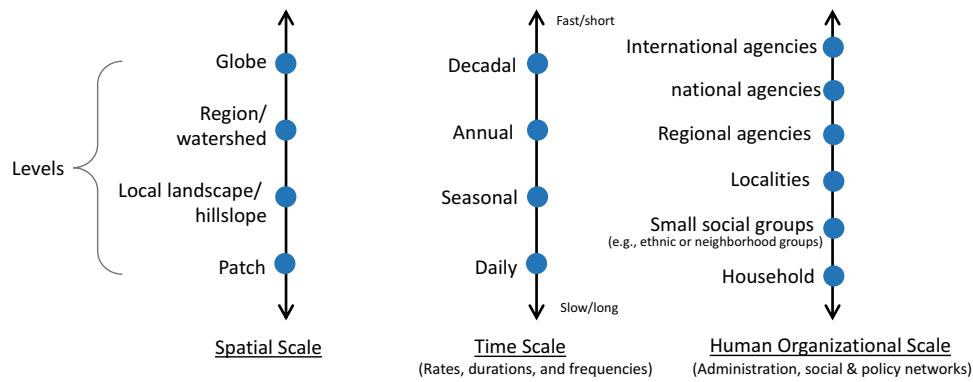 Levels
Globe
Region/
watershed
Local landscape/
hillslope
Patch
Spatial Scale
Fast/short
Decadal
Annual
Seasonal
Daily
Slow/long
Time Scale
(Rates, durations, and frequencies)
International agencies
national agencies
Regional agencies
Localities
Small social groups
(e.g., ethnic or neighborhood groups)
Household
Human Organizational Scale
(Administration, social & policy networks)